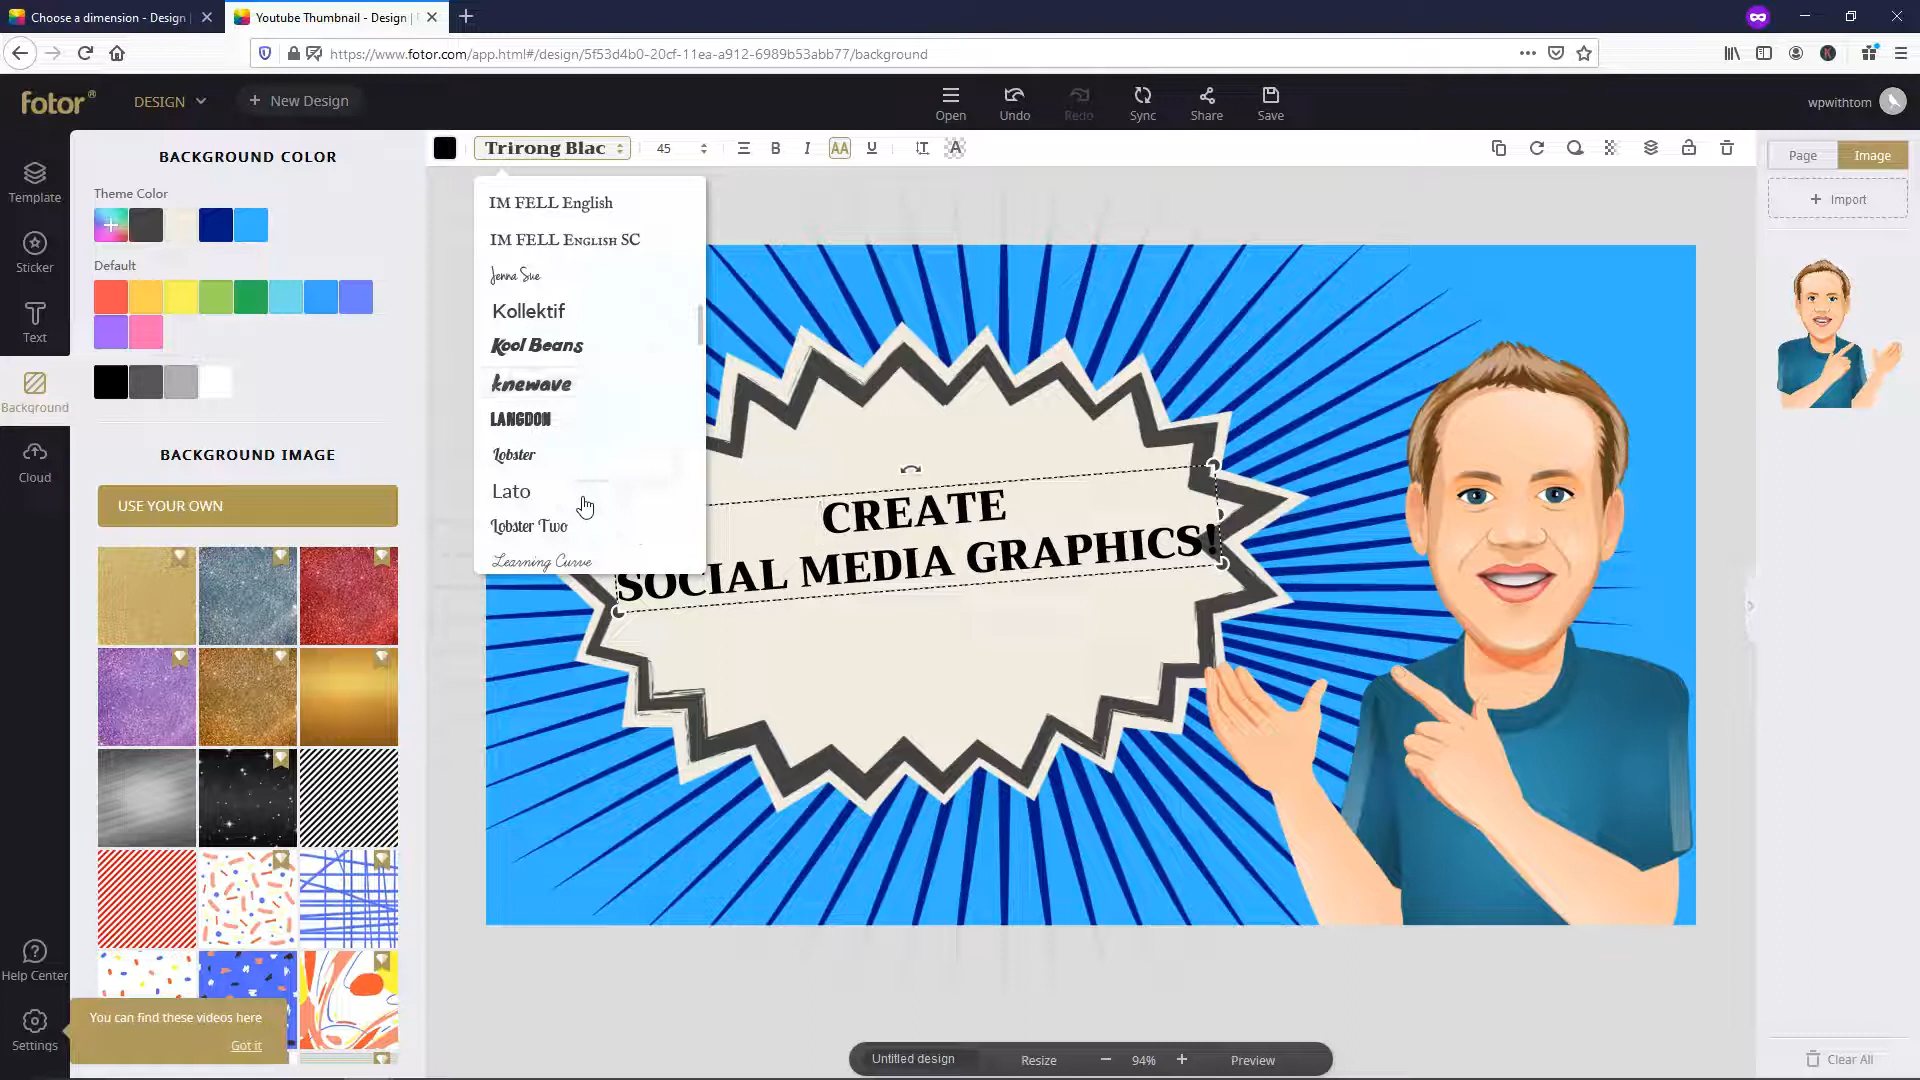 Choose a dimension - Design |
Youtube Thumbnail - Design |
https://www.fotor.com/app.html#/design/5f53d4b0-20cf-11ea-a912-6989b53abb77/background
fotor®
DESIGN
+ New Design
Open
Undo
Redo
Sync
Share
Save
wpwithtom
Template
Sticker
Text
Background
Cloud
Help Center
Settings
BACKGROUND COLOR
Theme Color
Default
BACKGROUND IMAGE
USE YOUR OWN
You can find these videos here
Got it
Trirong Blac
45
B
I
AA
U
A
IM FELL English
IM FELL English SC
Jenna Sue
Kollektif
Kool Beans
knewave
LANGDON
Lobster
Lato
Lobster Two
Learning Curve
CREATE
SOCIAL MEDIA GRAPHICS!
Page
Image
+ Import
Untitled design
Resize
94%
Preview
Clear All